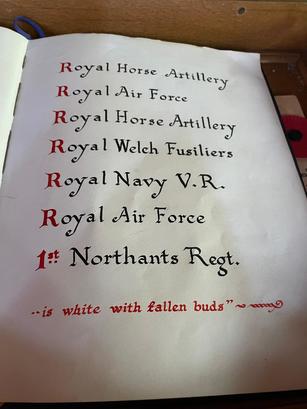 Royal Horse Artillery
Royal Air Force
Royal Horse Artillery
Royal Welch Fusiliers
Royal Navy V.R.
Royal Air Force
1st Northants Regt.
..is white with fallen buds"~